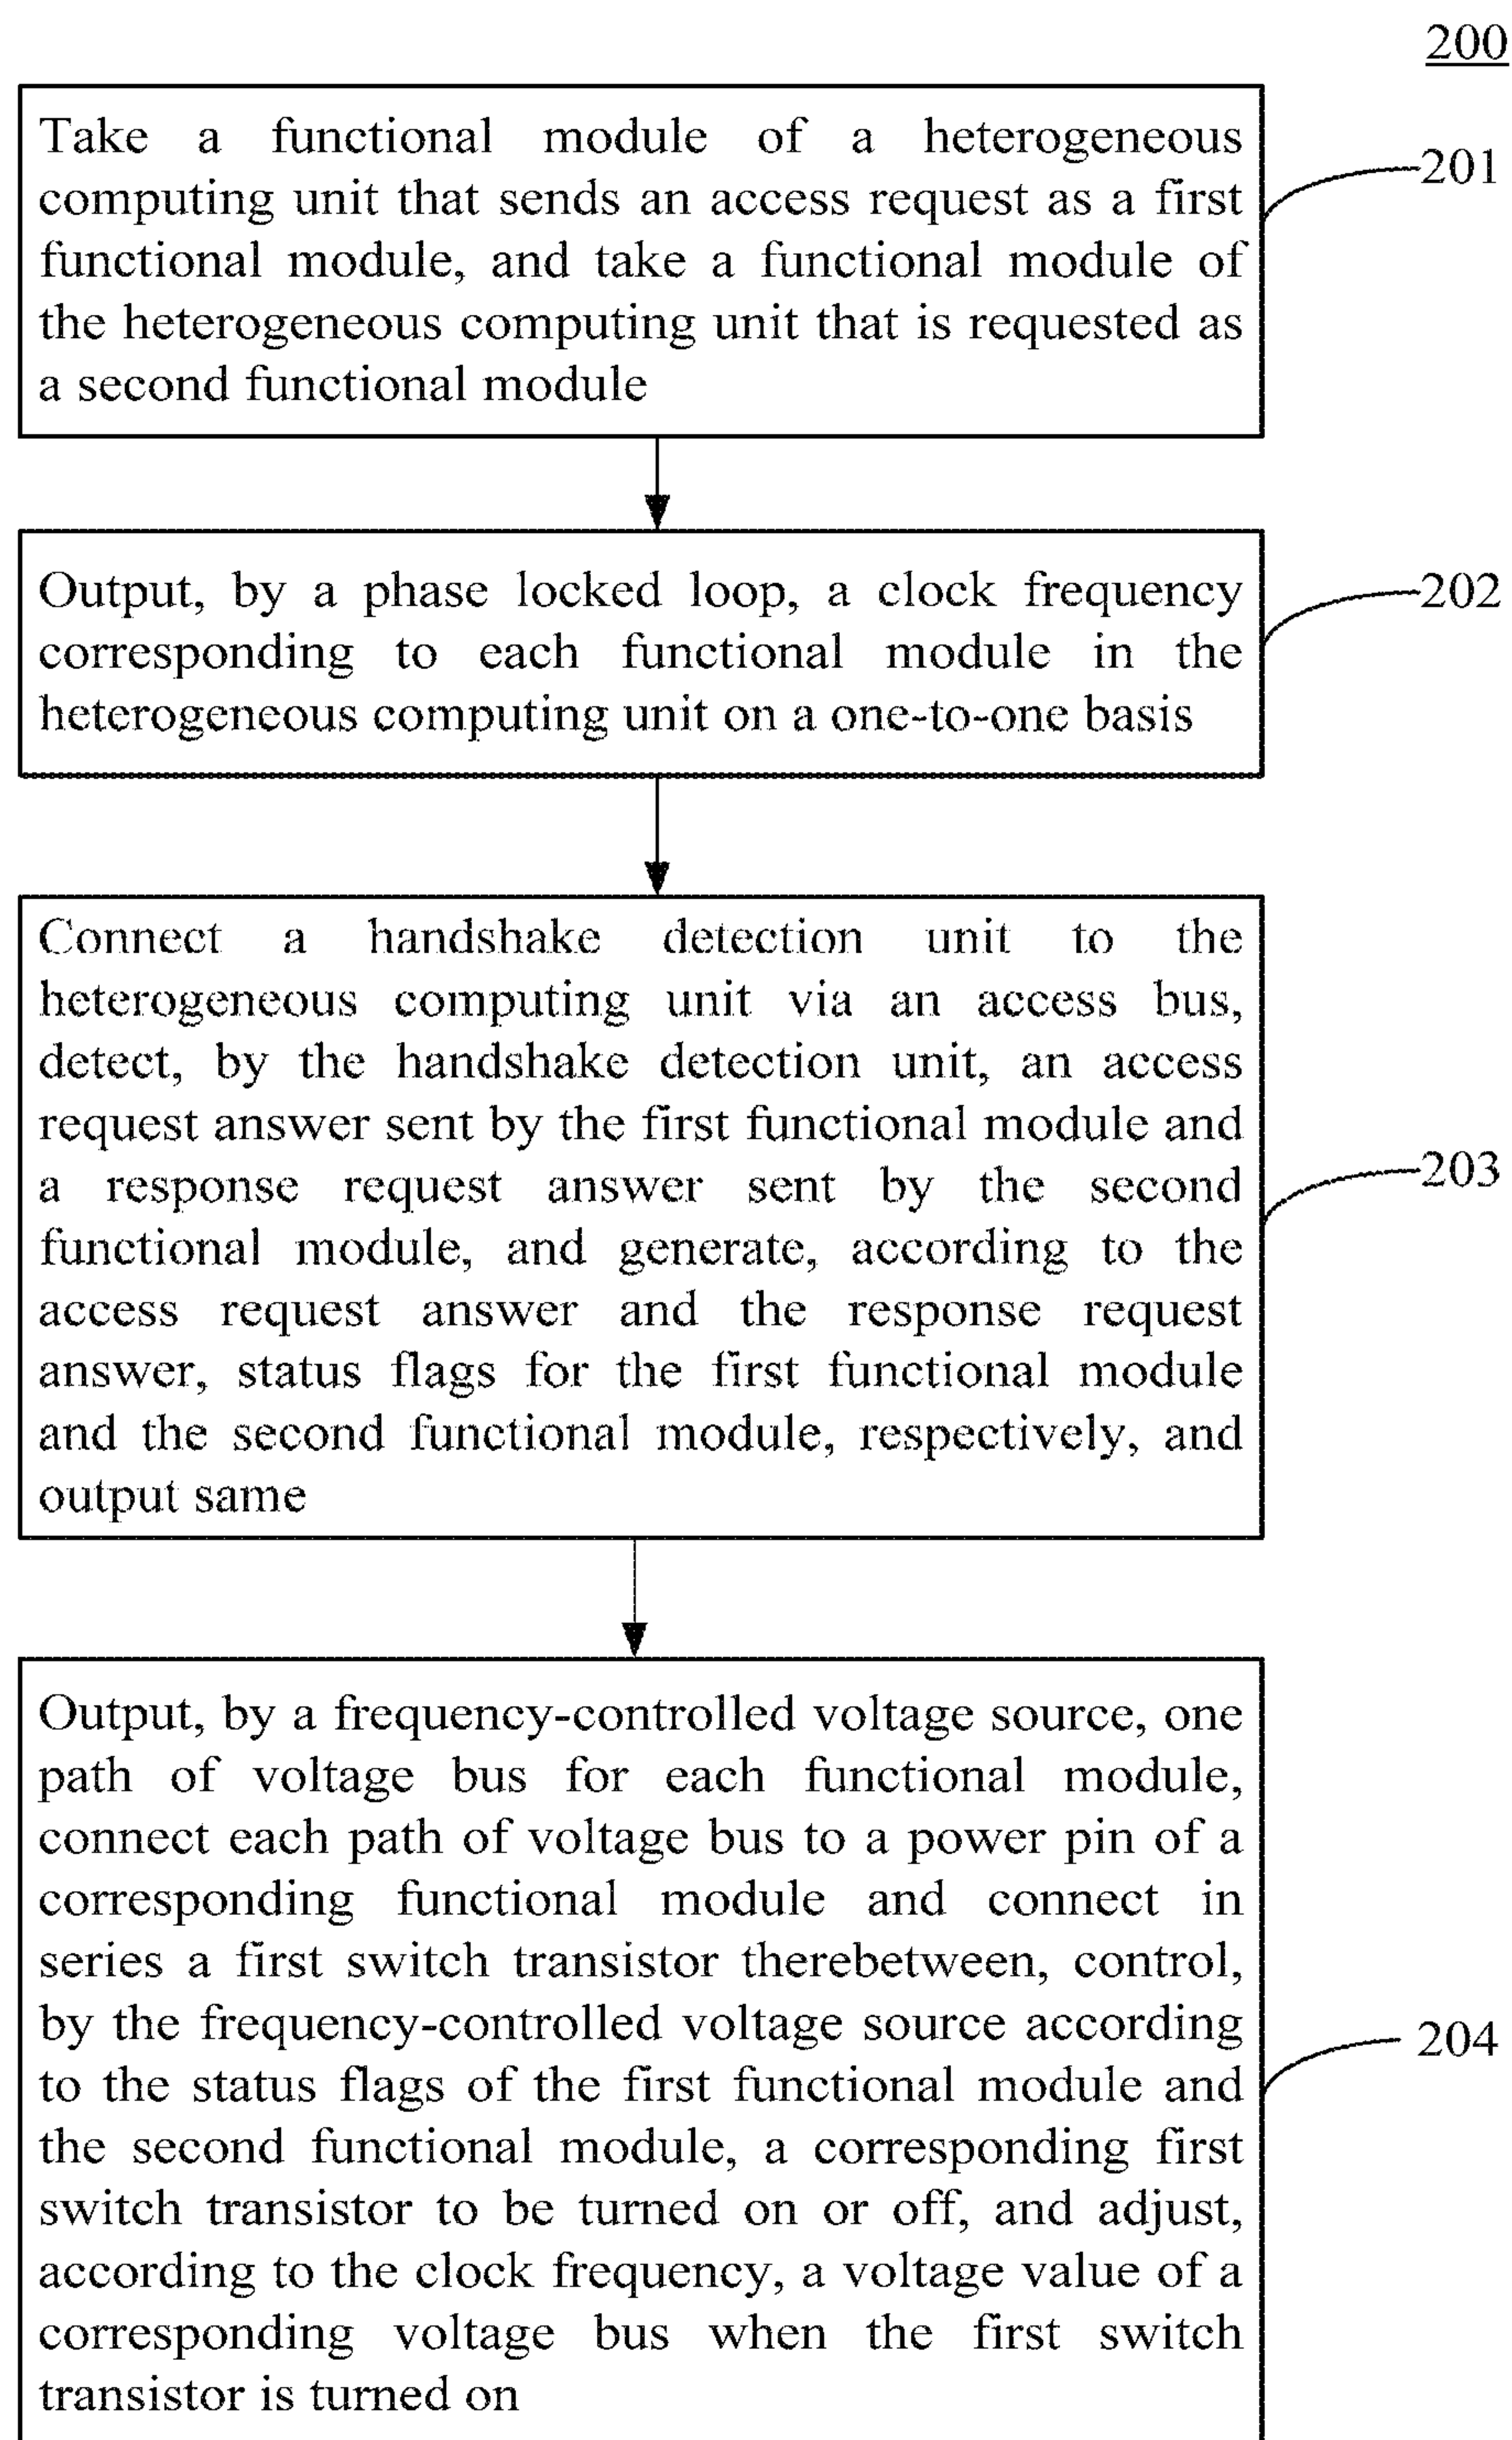 200
Take a functional module of a heterogeneous
computing unit that sends an access request as a first
functional module, and take a functional module of
the heterogeneous computing unit that is requested as
a second functional module
201
Output, by a phase locked loop, a clock frequency
corresponding to each functional module in the
heterogeneous computing unit on a one-to-one basis
202
Connect a handshake detection unit to the
heterogeneous computing unit via an access bus,
detect, by the handshake detection unit, an access
request answer sent by the first functional module and
a response request answer sent by the second
functional module, and generate, according to the
access request answer and the response request
answer, status flags for the first functional module
and the second functional module, respectively, and
output same
203
Output, by a frequency-controlled voltage source, one
path of voltage bus for each functional module,
connect each path of voltage bus to a power pin of a
corresponding functional module and connect in
series a first switch transistor therebetween, control,
by the frequency-controlled voltage source according
to the status flags of the first functional module and
the second functional module, a corresponding first
switch transistor to be turned on or off, and adjust,
according to the clock frequency, a voltage value of a
corresponding voltage bus when the first switch
transistor is turned on
204